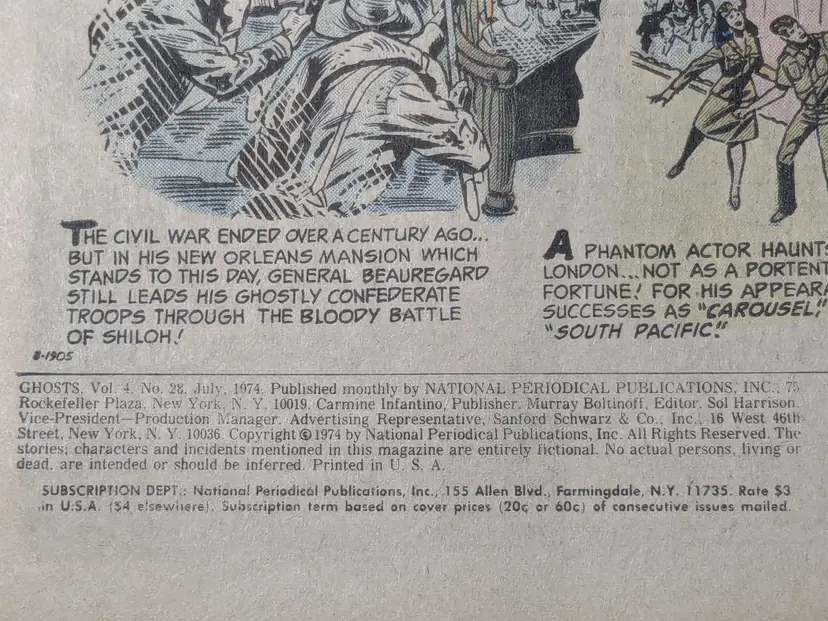 THE CIVIL WAR ENDED OVER A CENTURY AGO...
BUT IN HIS NEW ORLEANS MANSION WHICH
STANDS TO THIS DAY, GENERAL BEAUREGARD
STILL LEADS HIS GHOSTLY CONFEDERATE
TROOPS THROUGH THE BLOODY BATTLE
OF SHILOH!
A PHANTOM ACTOR HAUNTS
LONDON...NOT AS A PORTENT
FORTUNE! FOR HIS APPEARA
SUCCESSES AS "CAROUSEL,"
"SOUTH PACIFIC."
B-1905
GHOSTS, Vol. 4, No. 28, July, 1974. Published monthly by NATIONAL PERIODICAL PUBLICATIONS, INC., 75
Rockefeller Plaza, New York, N. Y. 10019. Carmine Infantino, Publisher. Murray Boltinoff, Editor. Sol Harrison,
Vice-President—Production Manager. Advertising Representative, Sanford Schwarz & Co., Inc., 16 West 46th
Street, New York, N. Y. 10036. Copyright © 1974 by National Periodical Publications, Inc. All Rights Reserved. The
stories, characters and incidents mentioned in this magazine are entirely fictional. No actual persons, living or
dead, are intended or should be inferred. Printed in U. S. A.
SUBSCRIPTION DEPT.: National Periodical Publications, Inc., 155 Allen Blvd., Farmingdale, N.Y. 11735. Rate $3
in U.S.A. ($4 elsewhere). Subscription term based on cover prices (20¢ or 60¢) of consecutive issues mailed.